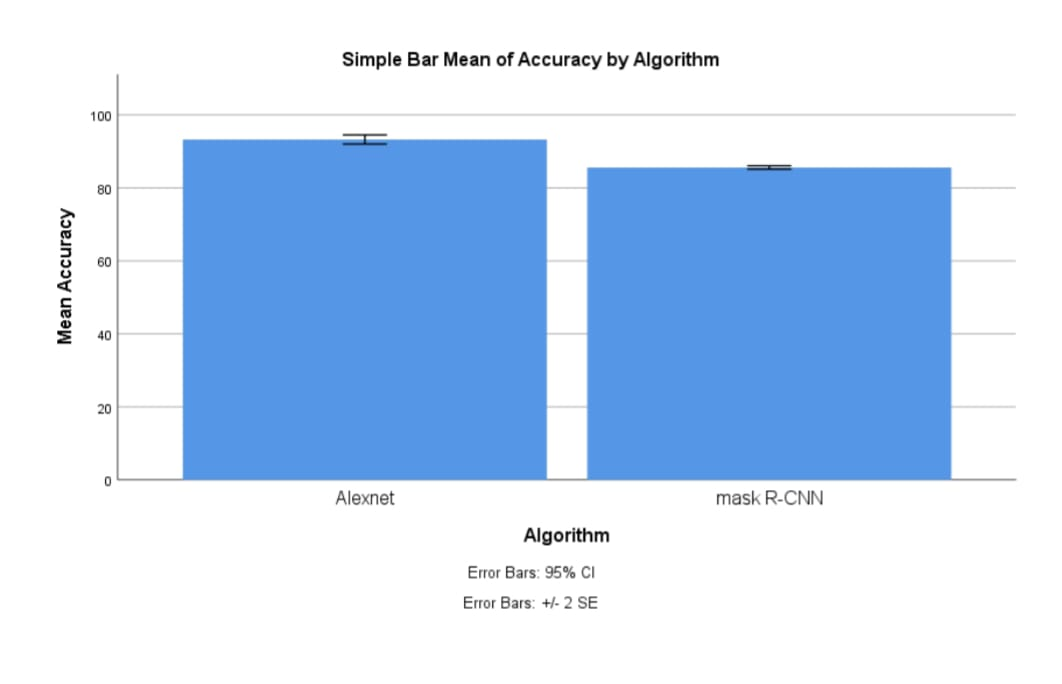 Simple Bar Mean of Accuracy by Algorithm
Mean Accuracy
100
80
60
40
20
0
Alexnet
mask R-CNN
Algorithm
Error Bars: 95% CI
Error Bars: +/- 2 SE